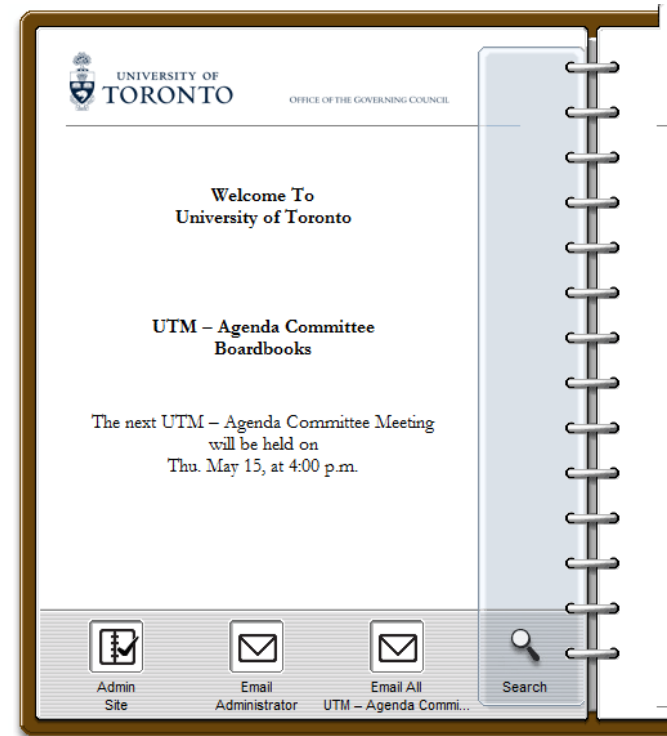 UNIVERSITY OF
TORONTO
OFFICE OF THE GOVERNING COUNCIL
Welcome To
University of Toronto
UTM – Agenda Committee
Boardbooks
The next UTM – Agenda Committee Meeting
will be held on
Thu. May 15, at 4:00 p.m.
Admin
Site
Email
Administrator
Email All
UTM – Agenda Commi...
Search